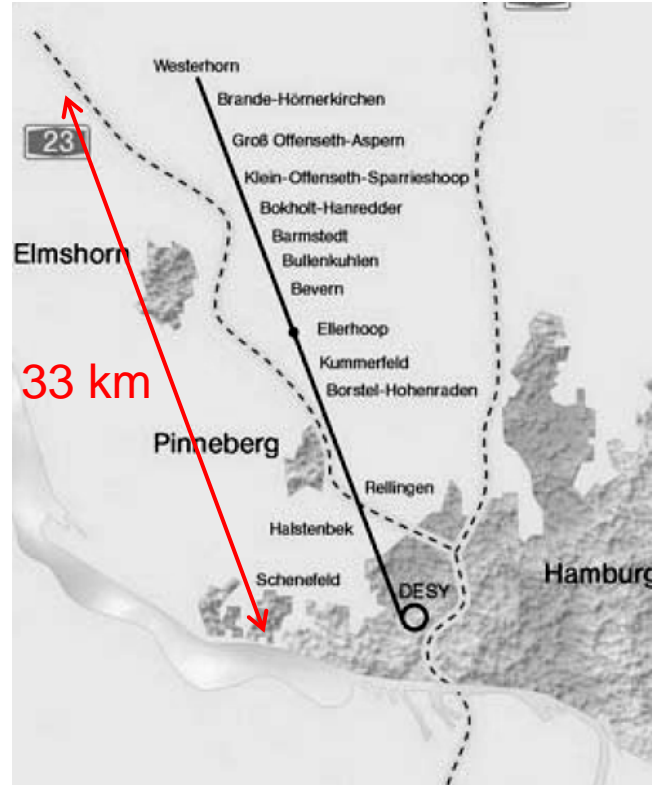 Westerhorn
Brande-Hörnerkirchen
23
Groß Offenseth-Aspern
Klein-Offenseth-Sparrieshoop
Bokholt-Hanredder
Barmstedt
Elmshorn
Bullenkuhlen
Bevern
Ellerhoop
33 km
Kummerfeld
Borstel-Hohenraden
Pinneberg
Rellingen
Halstenbek
Schenefeld
DESY
Hamburg